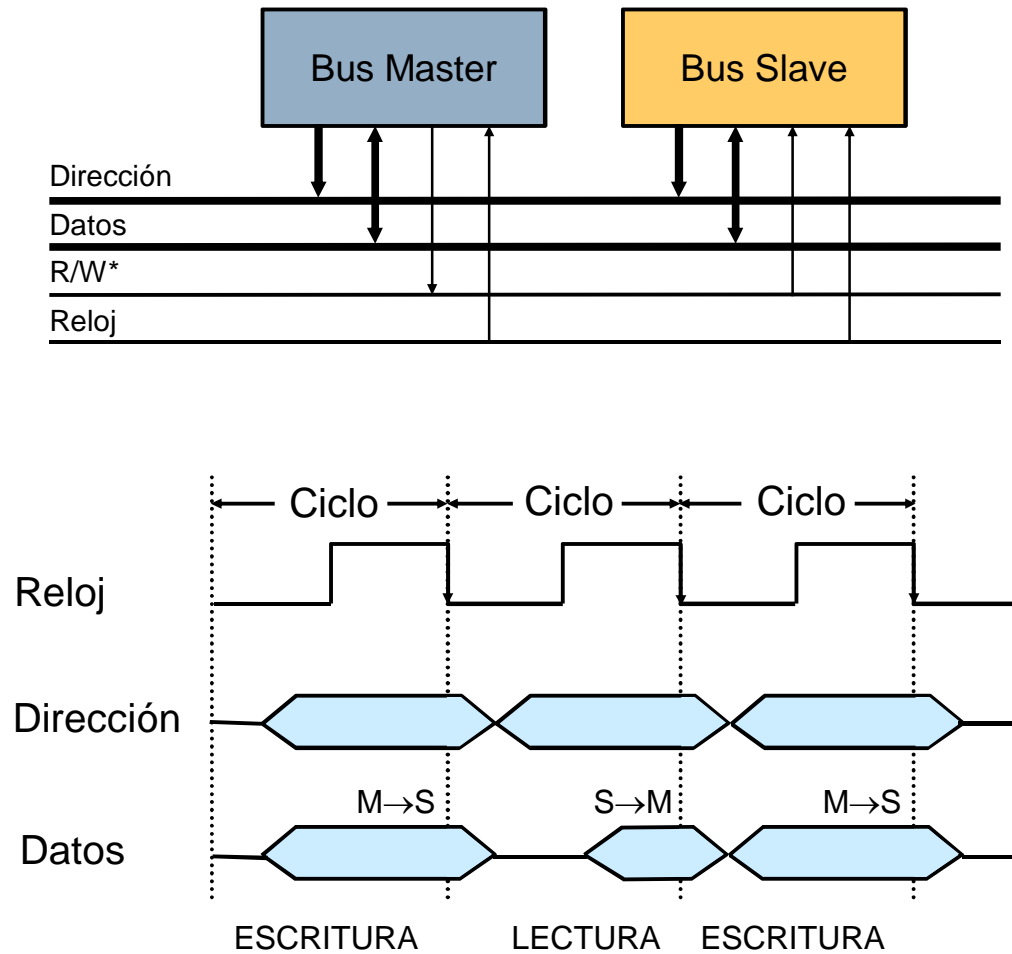 Bus Master
Bus Slave
Dirección
Datos
R/W*
Reloj
Ciclo Ciclo Ciclo
Reloj
Dirección
M→S S→M M→S
Datos
ESCRITURA LECTURA ESCRITURA